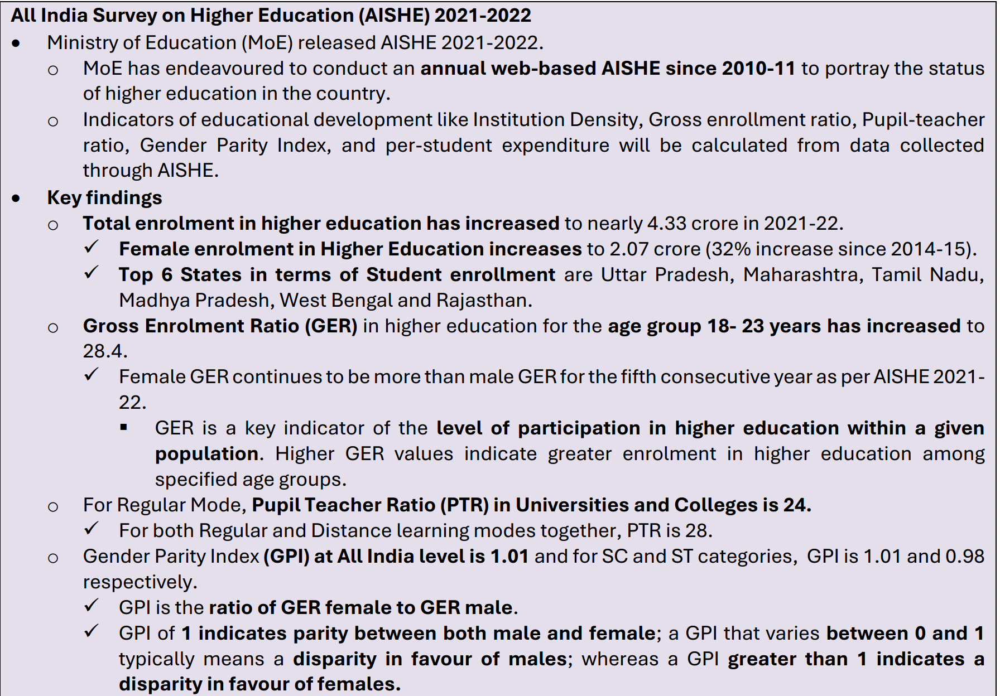 All India Survey on Higher Education (AISHE) 2021-2022
• Ministry of Education (MoE) released AISHE 2021-2022.
o MoE has endeavoured to conduct an annual web-based AISHE since 2010-11 to portray the status
of higher education in the country.
o Indicators of educational development like Institution Density, Gross enrollment ratio, Pupil-teacher
ratio, Gender Parity Index, and per-student expenditure will be calculated from data collected
through AISHE.
• Key findings
o Total enrolment in higher education has increased to nearly 4.33 crore in 2021-22.
✓ Female enrolment in Higher Education increases to 2.07 crore (32% increase since 2014-15).
✓ Top 6 States in terms of Student enrollment are Uttar Pradesh, Maharashtra, Tamil Nadu,
Madhya Pradesh, West Bengal and Rajasthan.
o Gross Enrolment Ratio (GER) in higher education for the age group 18- 23 years has increased to
28.4.
✓ Female GER continues to be more than male GER for the fifth consecutive year as per AISHE 2021-
22.
▪ GER is a key indicator of the level of participation in higher education within a given
population. Higher GER values indicate greater enrolment in higher education among
specified age groups.
o For Regular Mode, Pupil Teacher Ratio (PTR) in Universities and Colleges is 24.
✓ For both Regular and Distance learning modes together, PTR is 28.
o Gender Parity Index (GPI) at All India level is 1.01 and for SC and ST categories, GPI is 1.01 and 0.98
respectively.
✓ GPI is the ratio of GER female to GER male.
✓ GPI of 1 indicates parity between both male and female; a GPI that varies between 0 and 1
typically means a disparity in favour of males; whereas a GPI greater than 1 indicates a
disparity in favour of females.